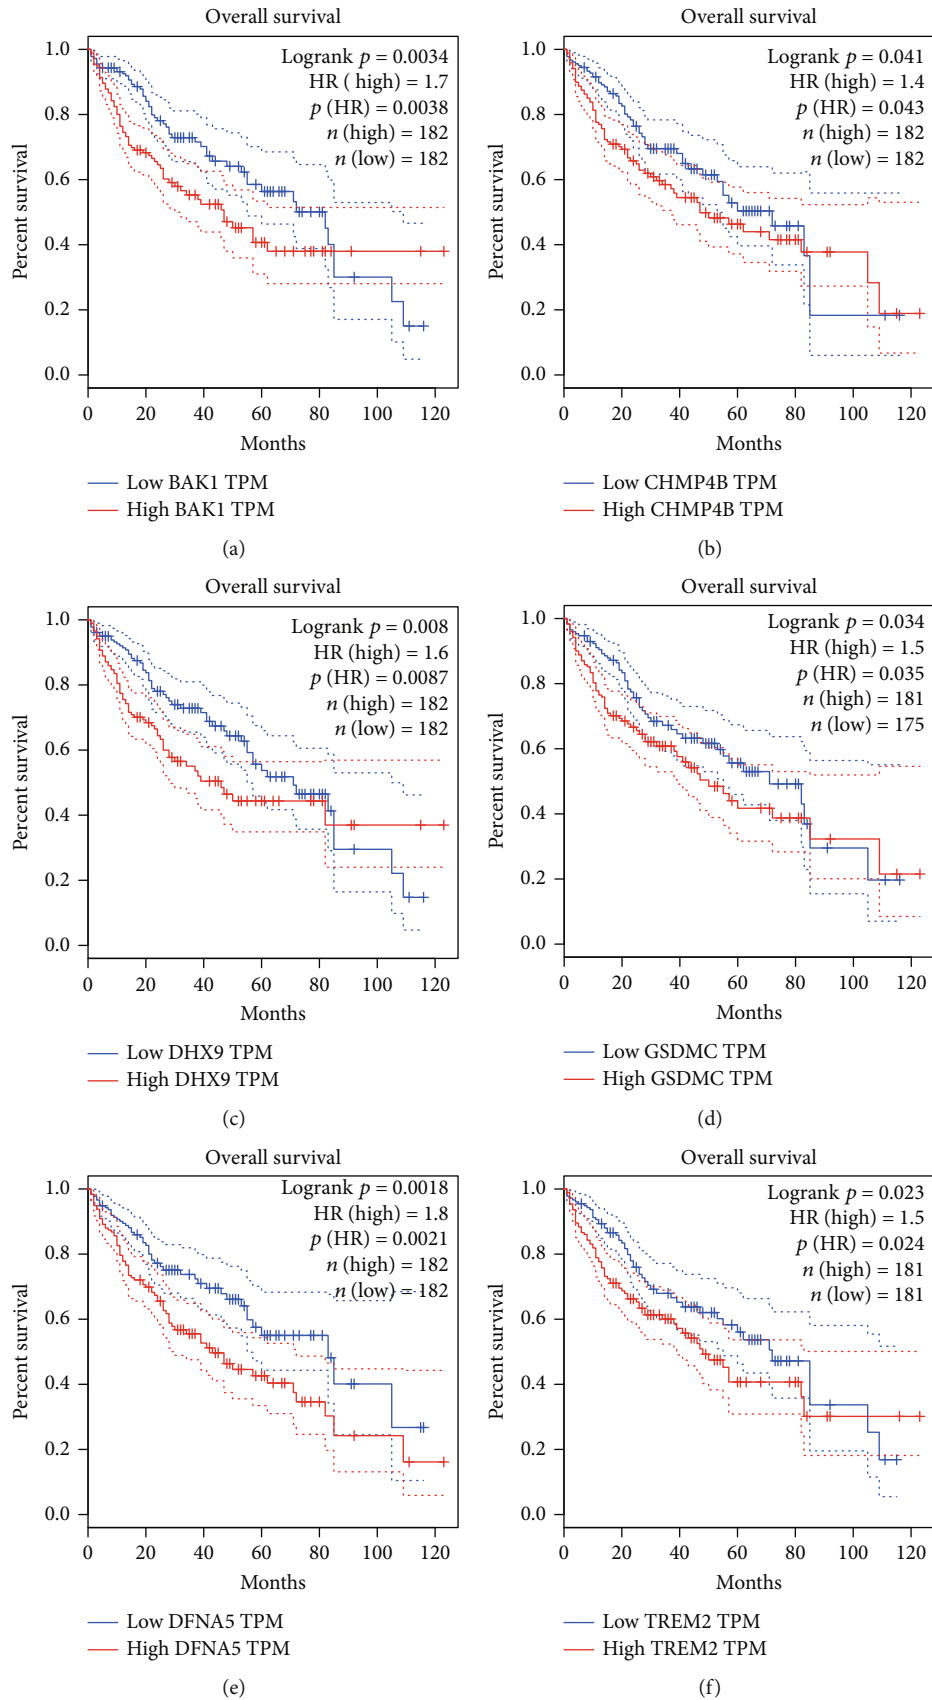 Overall survival
Percent survival
1.0
0.8
0.6
0.4
0.2
0.0
Logrank p = 0.0034
HR ( high) = 1.7
p (HR) = 0.0038
n (high) = 182
n (low) = 182
0 20 40 60 80 100 120
Months
Low BAK1 TPM
High BAK1 TPM
(a)
Overall survival
Percent survival
1.0
0.8
0.6
0.4
0.2
0.0
Logrank p = 0.041
HR (high) = 1.4
p (HR) = 0.043
n (high) = 182
n (low) = 182
0 20 40 60 80 100 120
Months
Low CHMP4B TPM
High CHMP4B TPM
(b)
Overall survival
Percent survival
1.0
0.8
0.6
0.4
0.2
0.0
Logrank p = 0.008
HR (high) = 1.6
p (HR) = 0.0087
n (high) = 182
n (low) = 182
0 20 40 60 80 100 120
Months
Low DHX9 TPM
High DHX9 TPM
(c)
Overall survival
Percent survival
1.0
0.8
0.6
0.4
0.2
0.0
Logrank p = 0.034
HR (high) = 1.5
p (HR) = 0.035
n (high) = 181
n (low) = 175
0 20 40 60 80 100 120
Months
Low GSDMC TPM
High GSDMC TPM
(d)
Overall survival
Percent survival
1.0
0.8
0.6
0.4
0.2
0.0
Logrank p = 0.0018
HR (high) = 1.8
p (HR) = 0.0021
n (high) = 182
n (low) = 182
0 20 40 60 80 100 120
Months
Low DFNA5 TPM
High DFNA5 TPM
(e)
Overall survival
Percent survival
1.0
0.8
0.6
0.4
0.2
0.0
Logrank p = 0.023
HR (high) = 1.5
p (HR) = 0.024
n (high) = 181
n (low) = 181
0 20 40 60 80 100 120
Months
Low TREM2 TPM
High TREM2 TPM
(f)